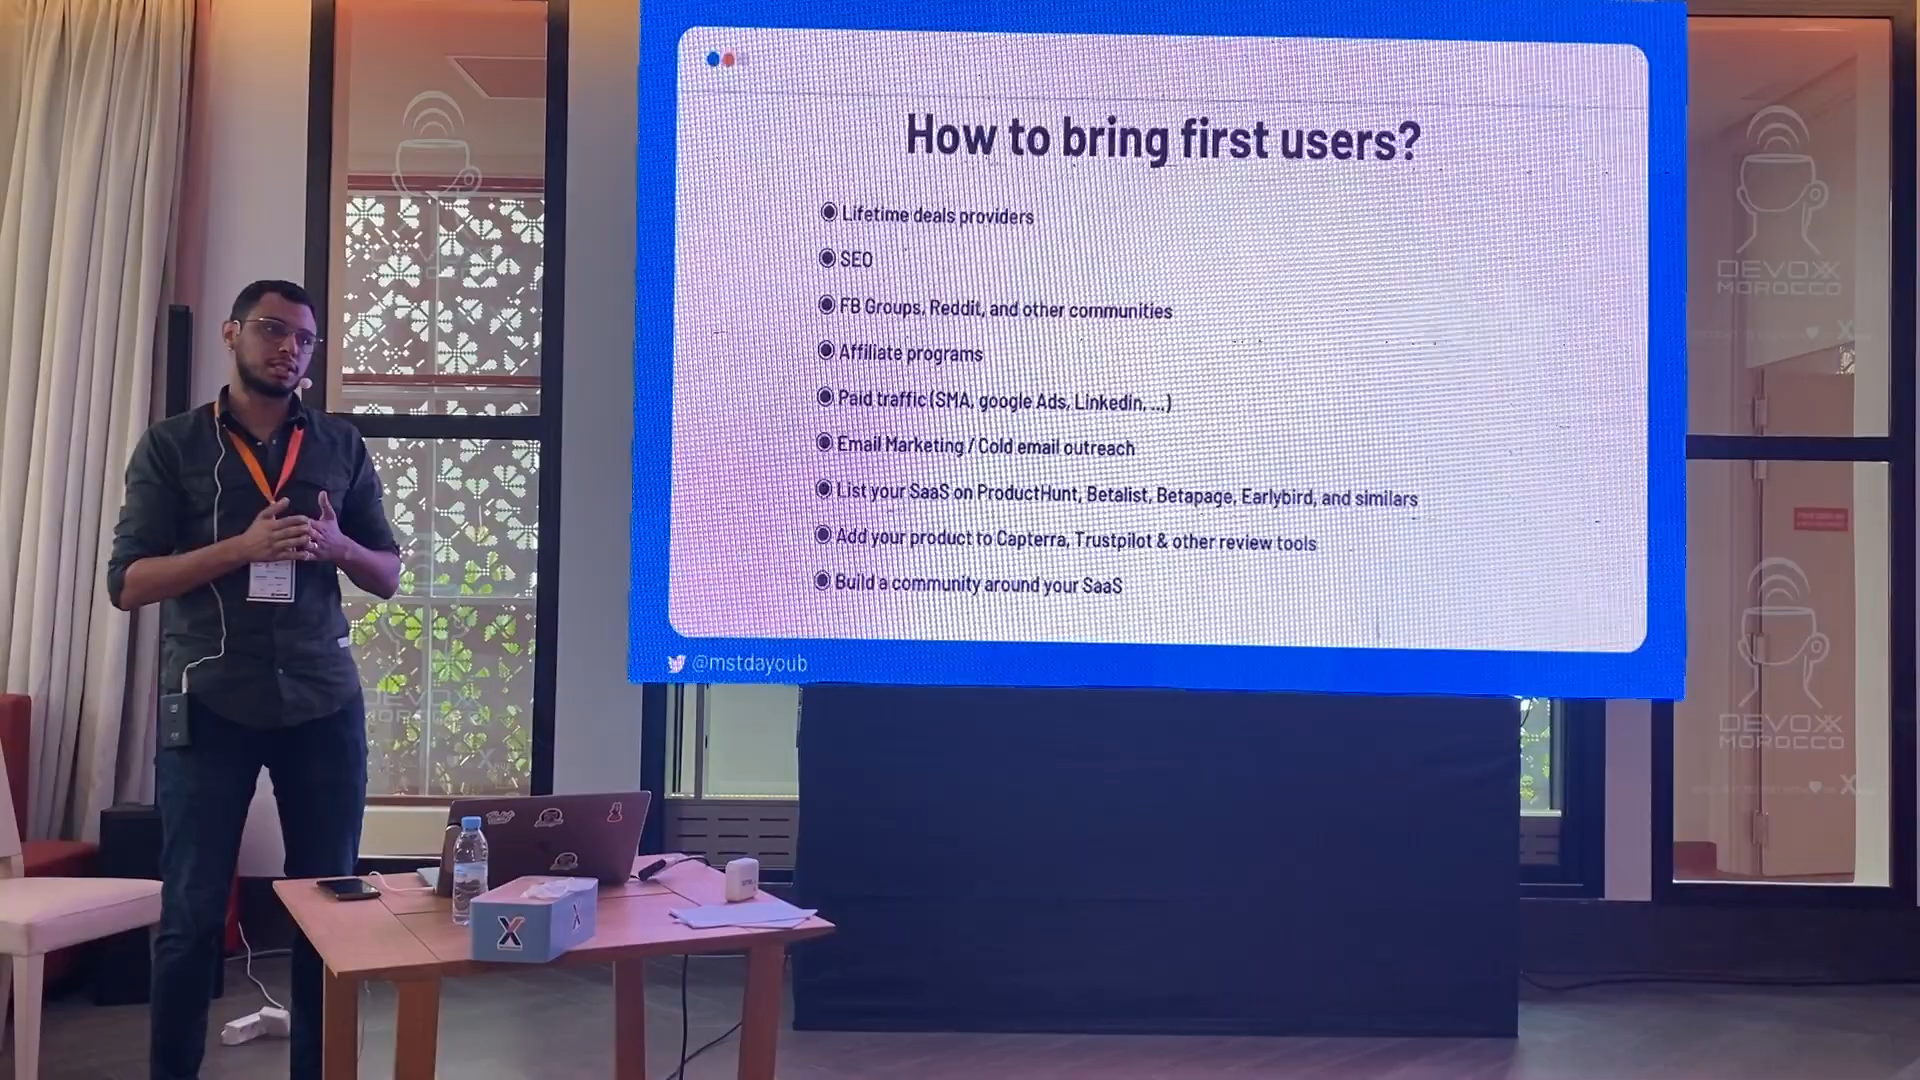 How to bring first users?
Lifetime deals providers
SEO
FB Groups, Reddit, and other communities
Affiliate programs
Paid traffic (SMA, google Ads, Linkedin, ...)
Email Marketing / Cold email outreach
List your SaaS on ProductHunt, Betalist, Betapage, Earlybird, and similars
Add your product to Capterra, Trustpilot & other review tools
Build a community around your SaaS
@mstdayoub
DEVOXX
MOROCCO
DEVOXX
MOROCCO
X